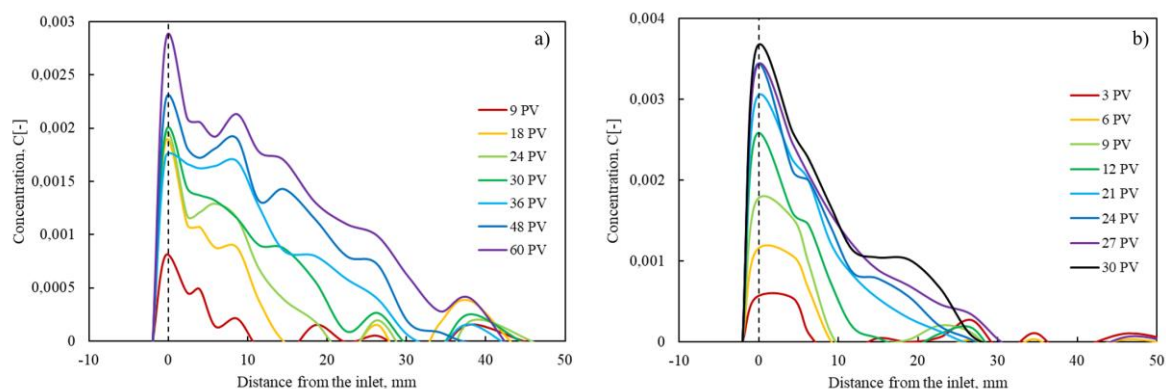 0,003
0,0025
0,002
0,0015
0,001
0,0005
0
-10
0
10
20
30
40
50
Concentration, C[-]
Distance from the inlet, mm
a)
9 PV
18 PV
24 PV
30 PV
36 PV
48 PV
60 PV
0,004
0,003
0,002
0,001
0
-10
0
10
20
30
40
50
Concentration, C[-]
Distance from the inlet, mm
b)
3 PV
6 PV
9 PV
12 PV
21 PV
24 PV
27 PV
30 PV